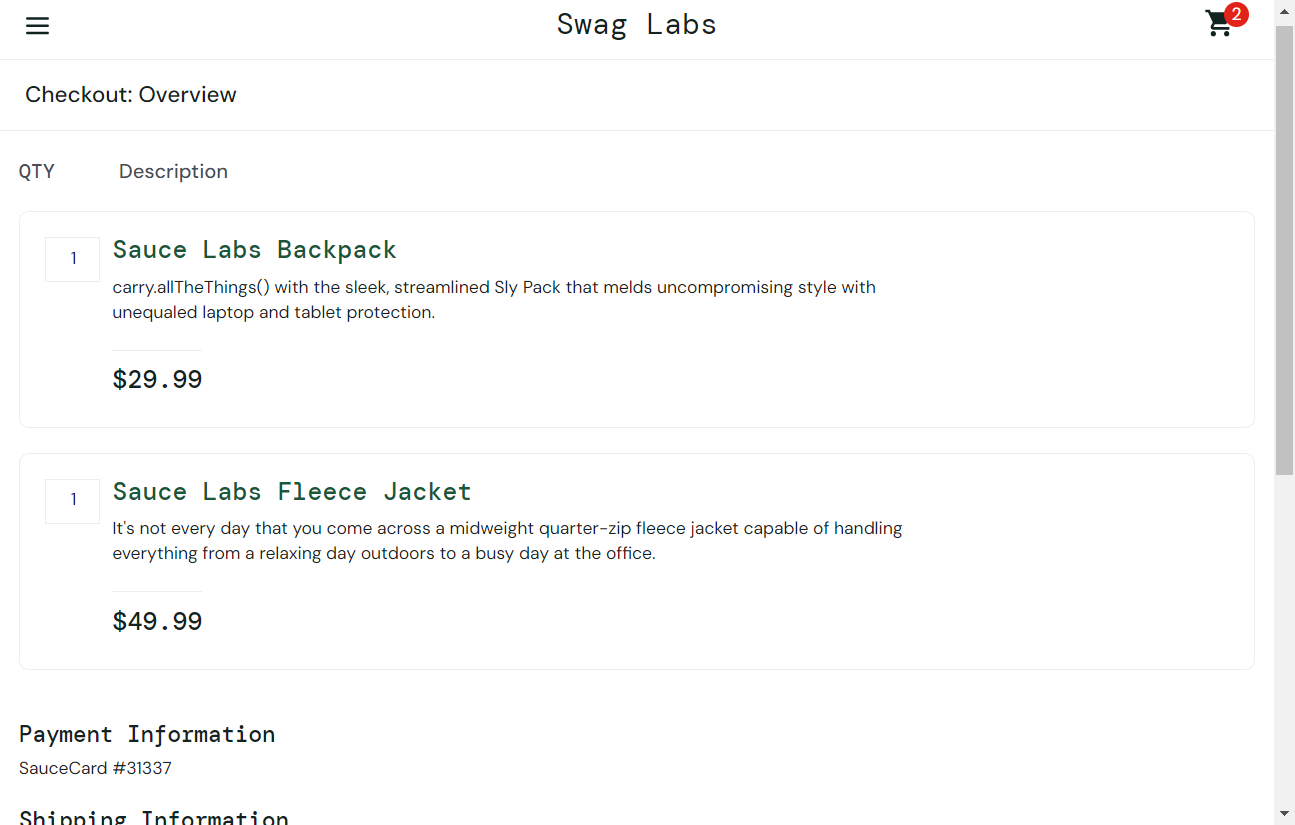 Swag Labs
2
Checkout: Overview
QTY Description
1
Sauce Labs Backpack
carry.allTheThings() with the sleek, streamlined Sly Pack that melds uncompromising style with
unequaled laptop and tablet protection.
$29.99
1
Sauce Labs Fleece Jacket
It's not every day that you come across a midweight quarter-zip fleece jacket capable of handling
everything from a relaxing day outdoors to a busy day at the office.
$49.99
Payment Information
SauceCard #31337
Shipping Information